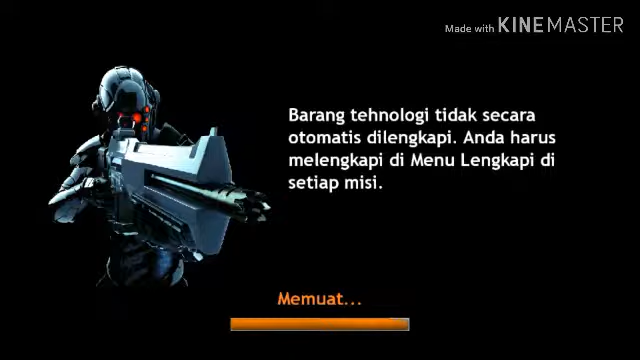 Made with KINEMASTER
Barang tehnologi tidak secara
otomatis dilengkapi. Anda harus
melengkapi di Menu Lengkapi di
setiap misi.
Memuat...